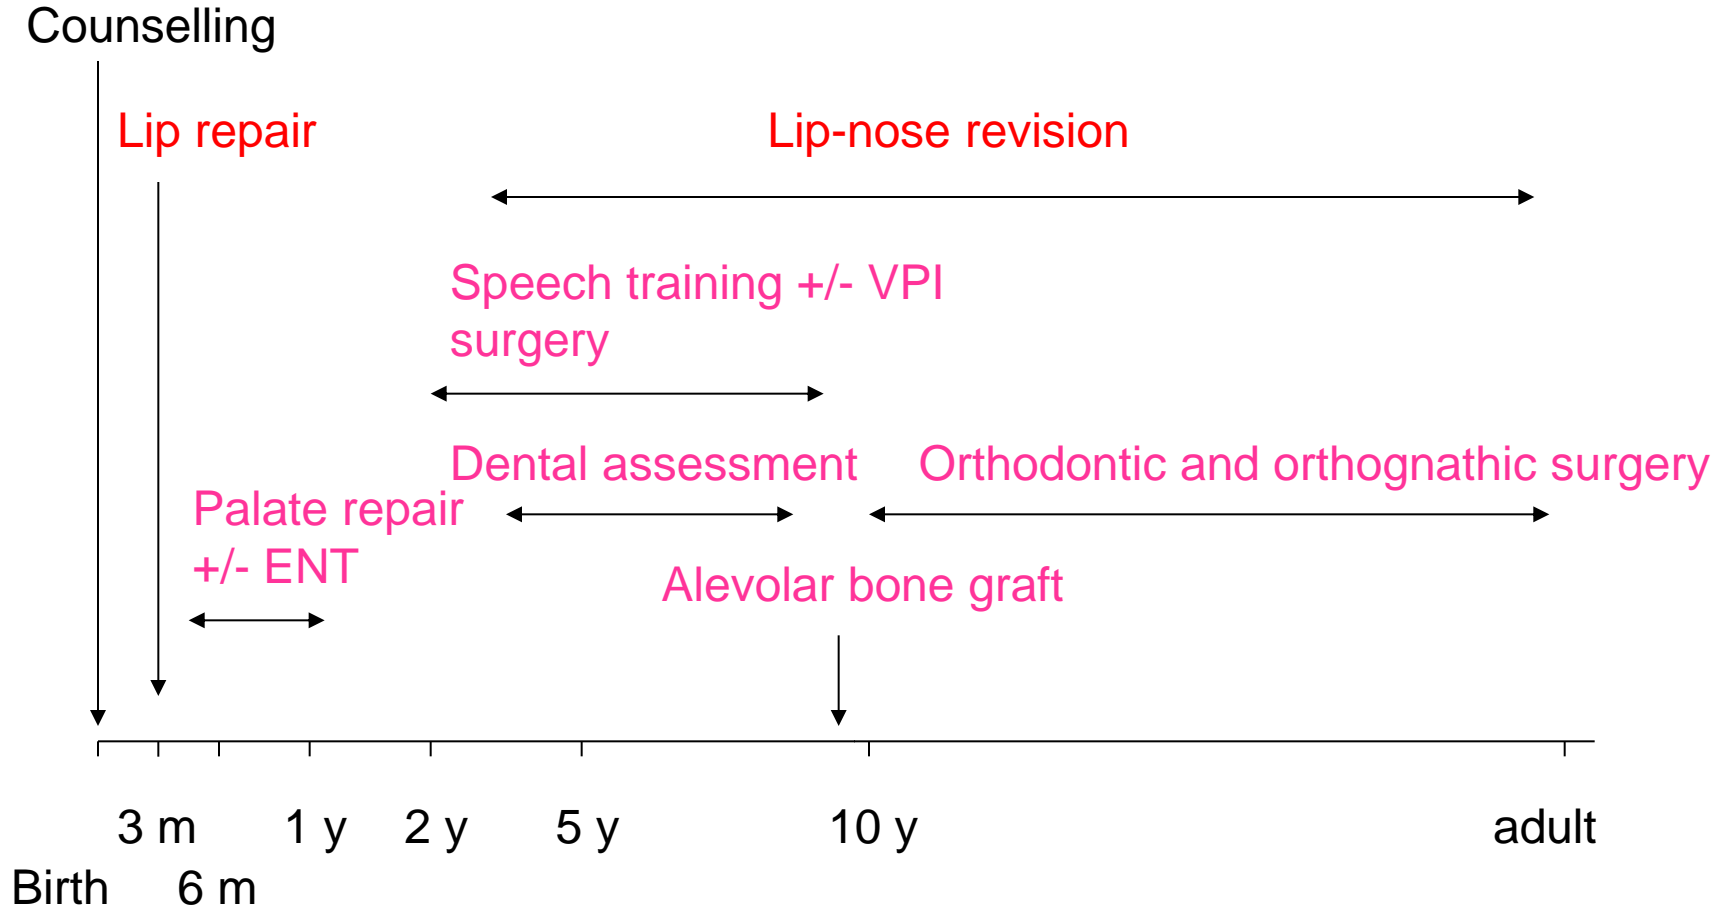 Counselling
Lip repair
Lip-nose revision
Speech training +/- VPI
surgery
Dental assessment
Orthodontic and orthognathic surgery
Palate repair
+/- ENT
Alevolar bone graft
3 m
1 y
2 y
5 y
10 y
adult
Birth
6 m